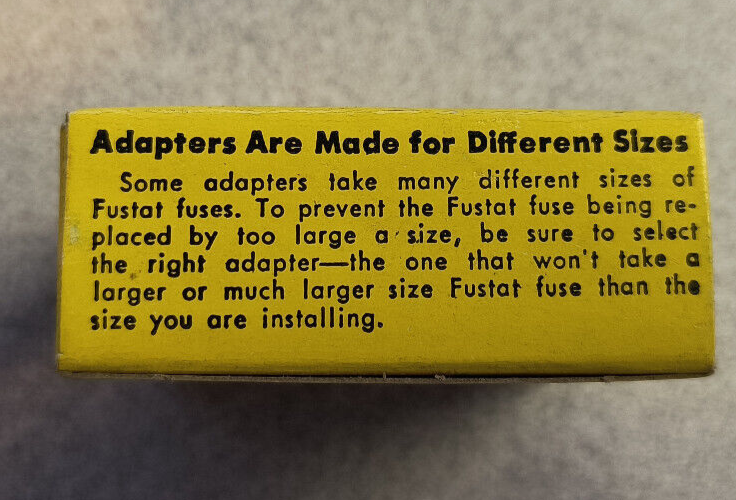 Adapters Are Made for Different Sizes
Some adapters take many different sizes of
Fustat fuses. To prevent the Fustat fuse being re-
placed by too large a size, be sure to select
the right adapter—the one that won't take a
larger or much larger size Fustat fuse than the
size you are installing.